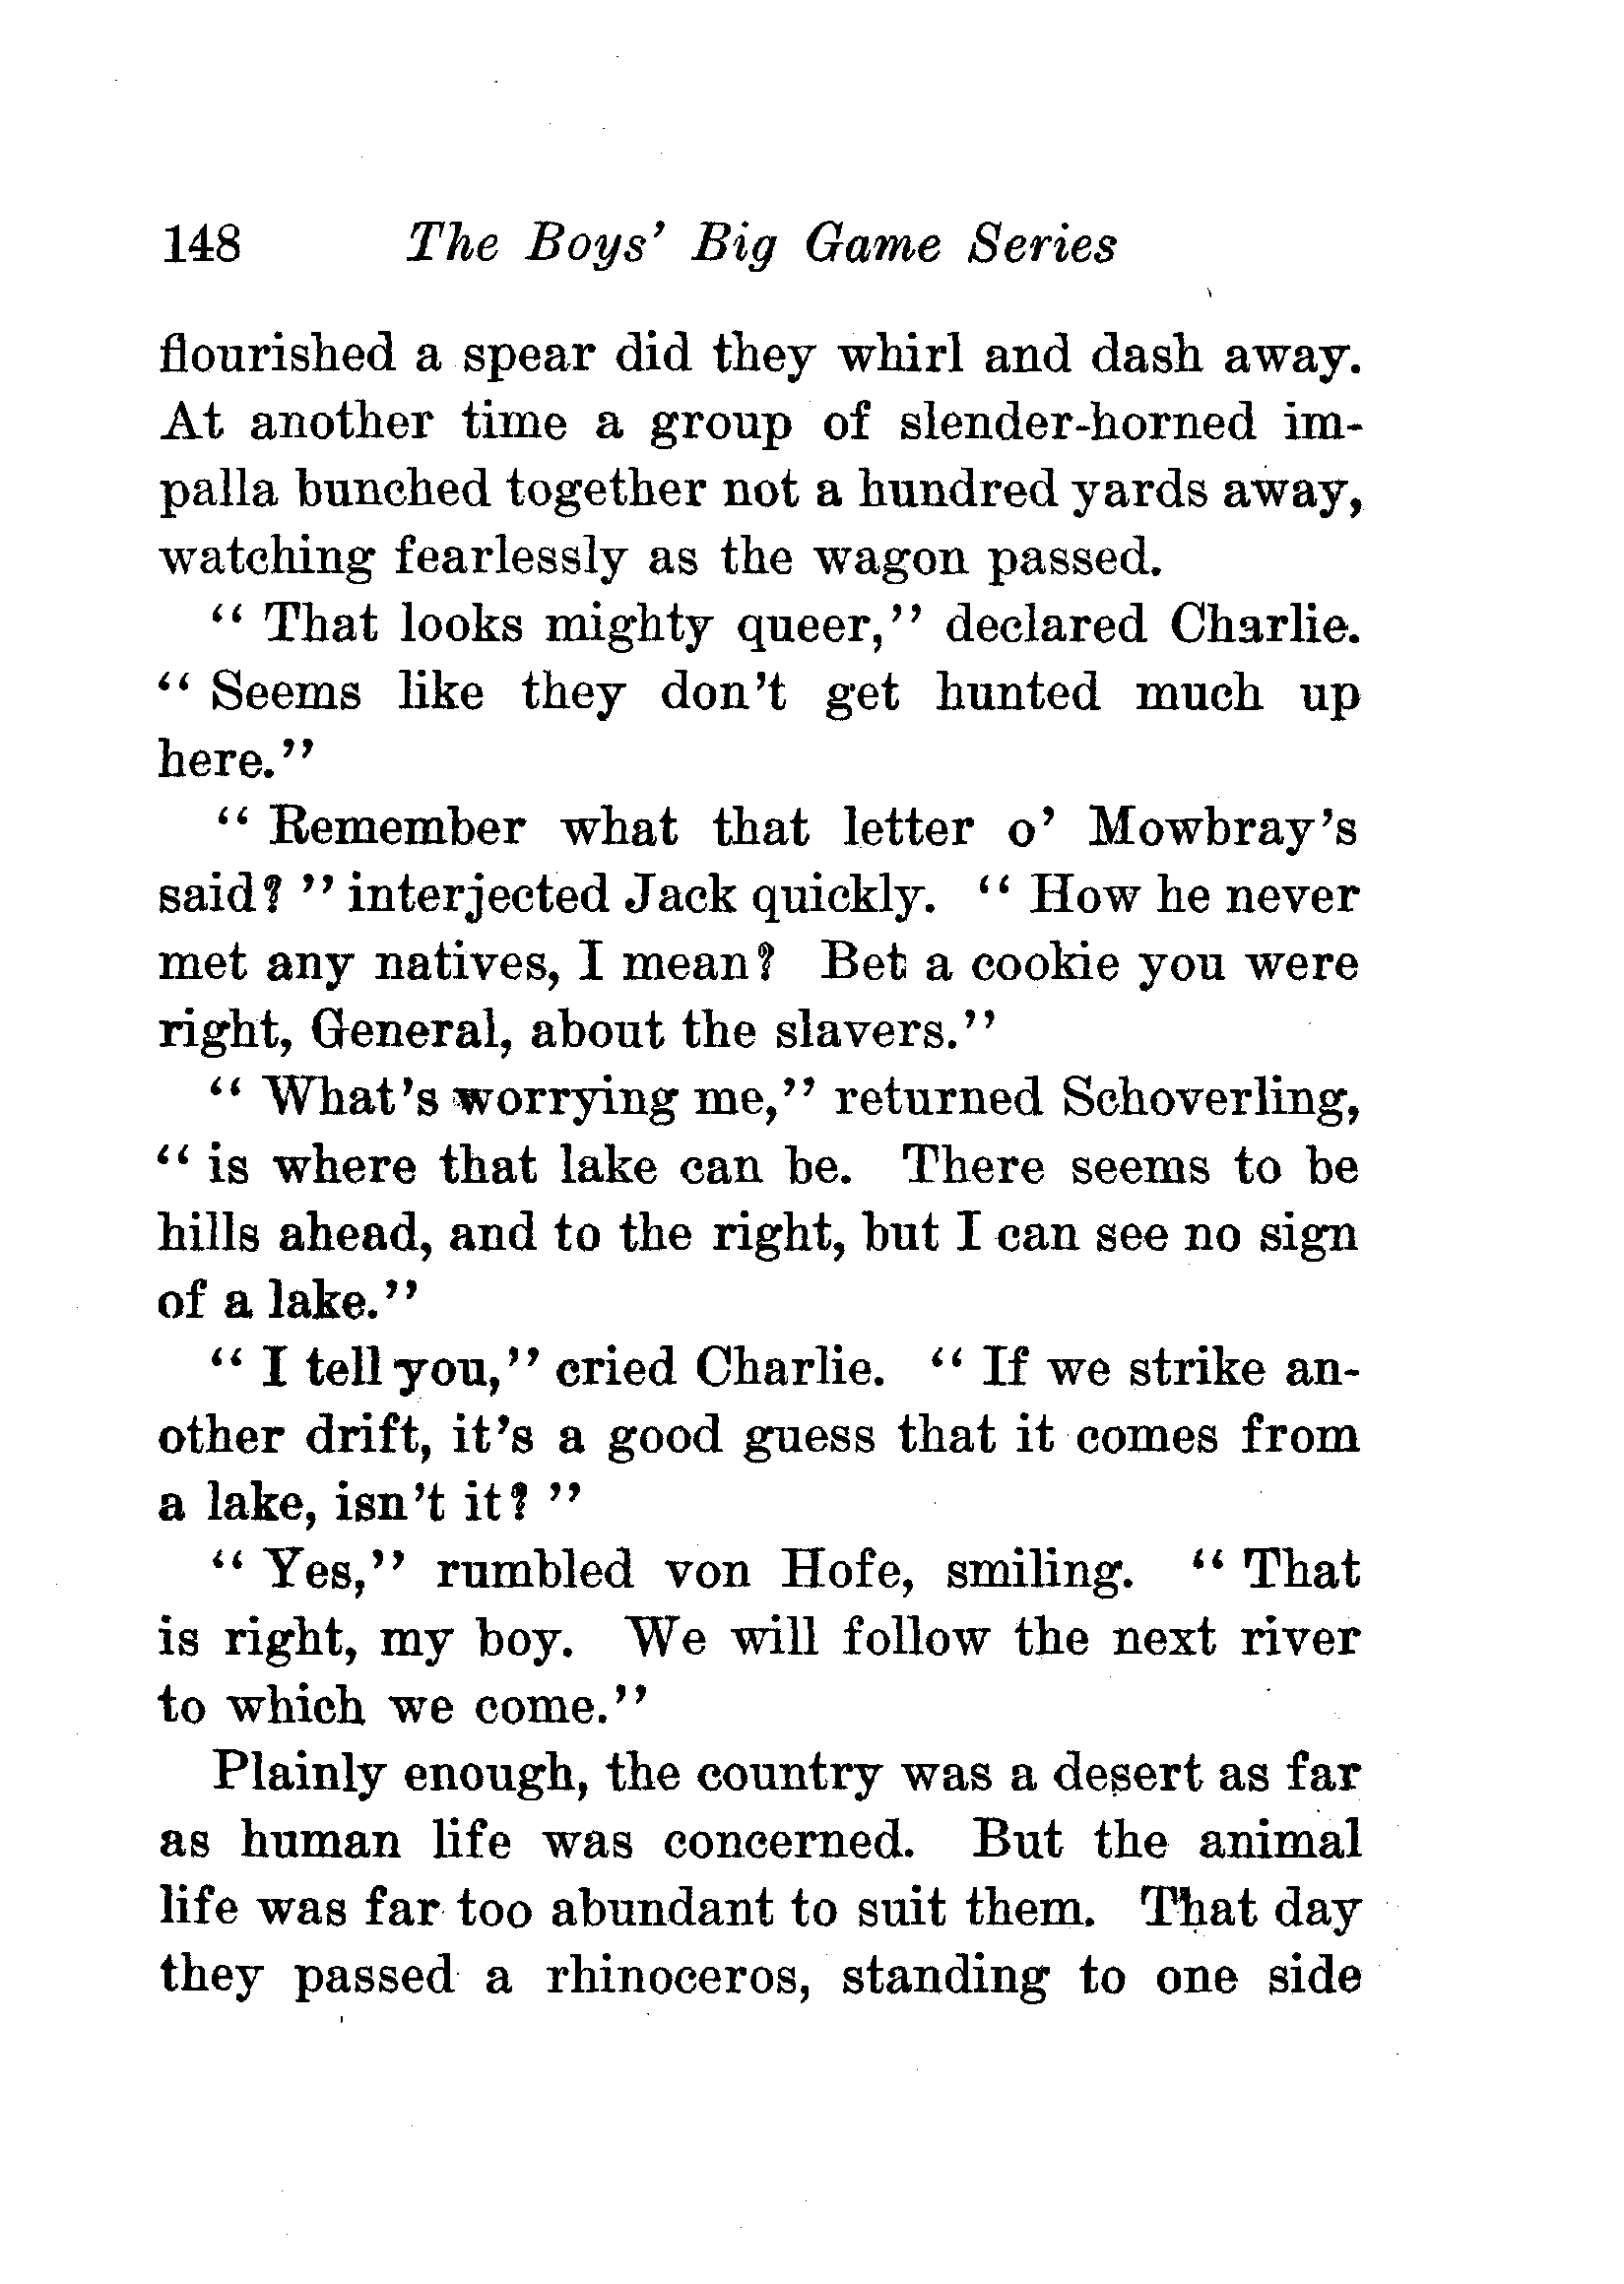 148 The Boys' Big Game Series
flourished a spear did they whirl and dash away.
At another time a group of slender-horned im-
palla bunched together not a hundred yards away,
watching fearlessly as the wagon passed.
" That looks mighty queer," declared Charlie.
" Seems like they don't get hunted much up
here."
" Remember what that letter o' Mowbray's
said? " interjected Jack quickly. " How he never
met any natives, I mean? Bet a cookie you were
right, General, about the slavers."
" What's worrying me," returned Schoverling,
" is where that lake can be. There seems to be
hills ahead, and to the right, but I can see no sign
of a lake."
" I tell you," cried Charlie. " If we strike an-
other drift, it's a good guess that it comes from
a lake, isn't it? "
" Yes," rumbled von Hofe, smiling. " That
is right, my boy. We will follow the next river
to which we come."
Plainly enough, the country was a desert as far
as human life was concerned. But the animal
life was far too abundant to suit them. That day
they passed a rhinoceros, standing to one side